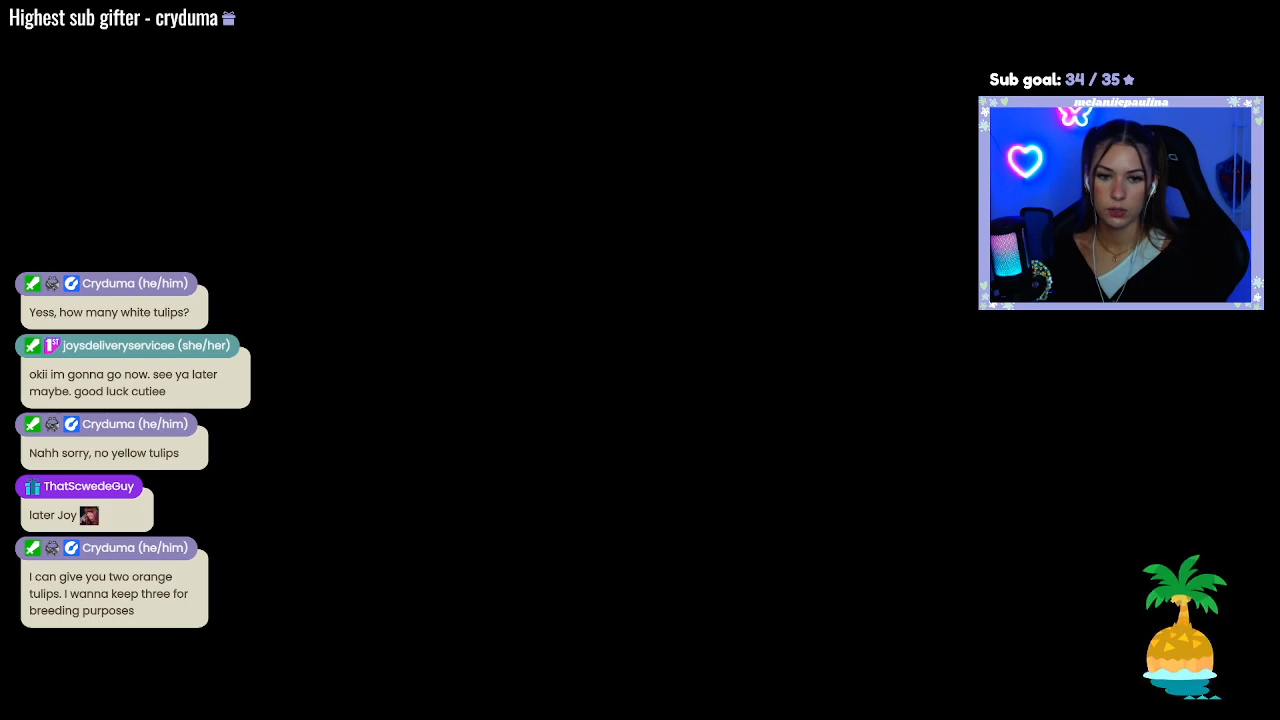 Highest sub gifter - cryduma
Sub goal: 34 / 35
melaniiepaulina
Cryduma (he/him)
Yess, how many white tulips?
1ST joysdeliveryservicee (she/her)
okii im gonna go now. see ya later
maybe. good luck cutiee
Cryduma (he/him)
Nahh sorry, no yellow tulips
ThatScwedeGuy
later Joy
Cryduma (he/him)
I can give you two orange
tulips. I wanna keep three for
breeding purposes